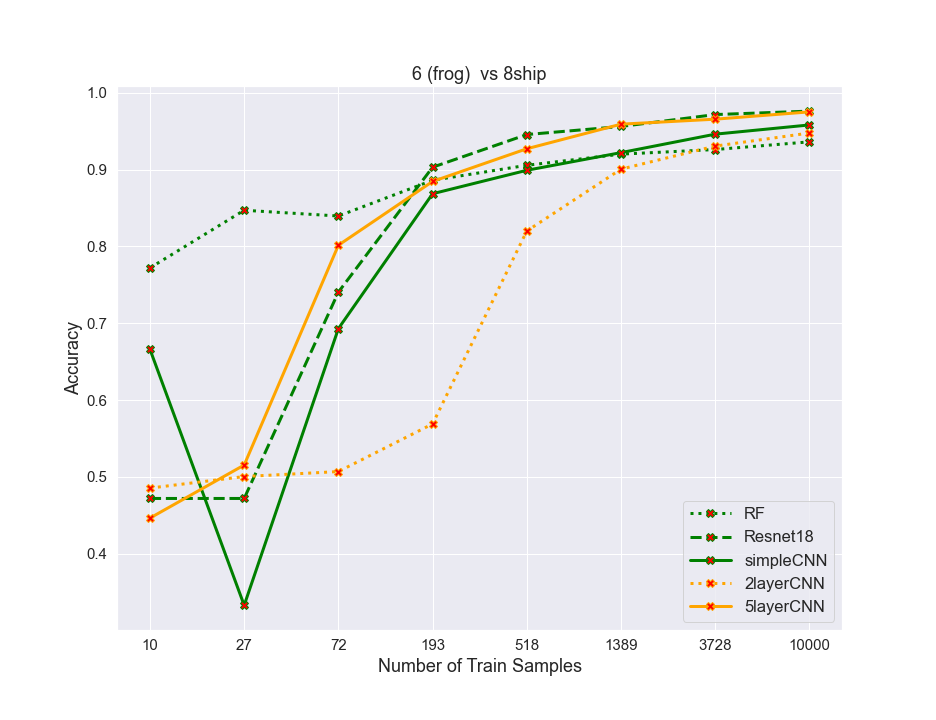 6 (frog)  vs 8ship
1.0
0.9
0.8
0.7
0.6
0.5
0.4
Accuracy
10 27 72 193 518 1389 3728 10000
Number of Train Samples
RF
Resnet18
simpleCNN
2layerCNN
5layerCNN